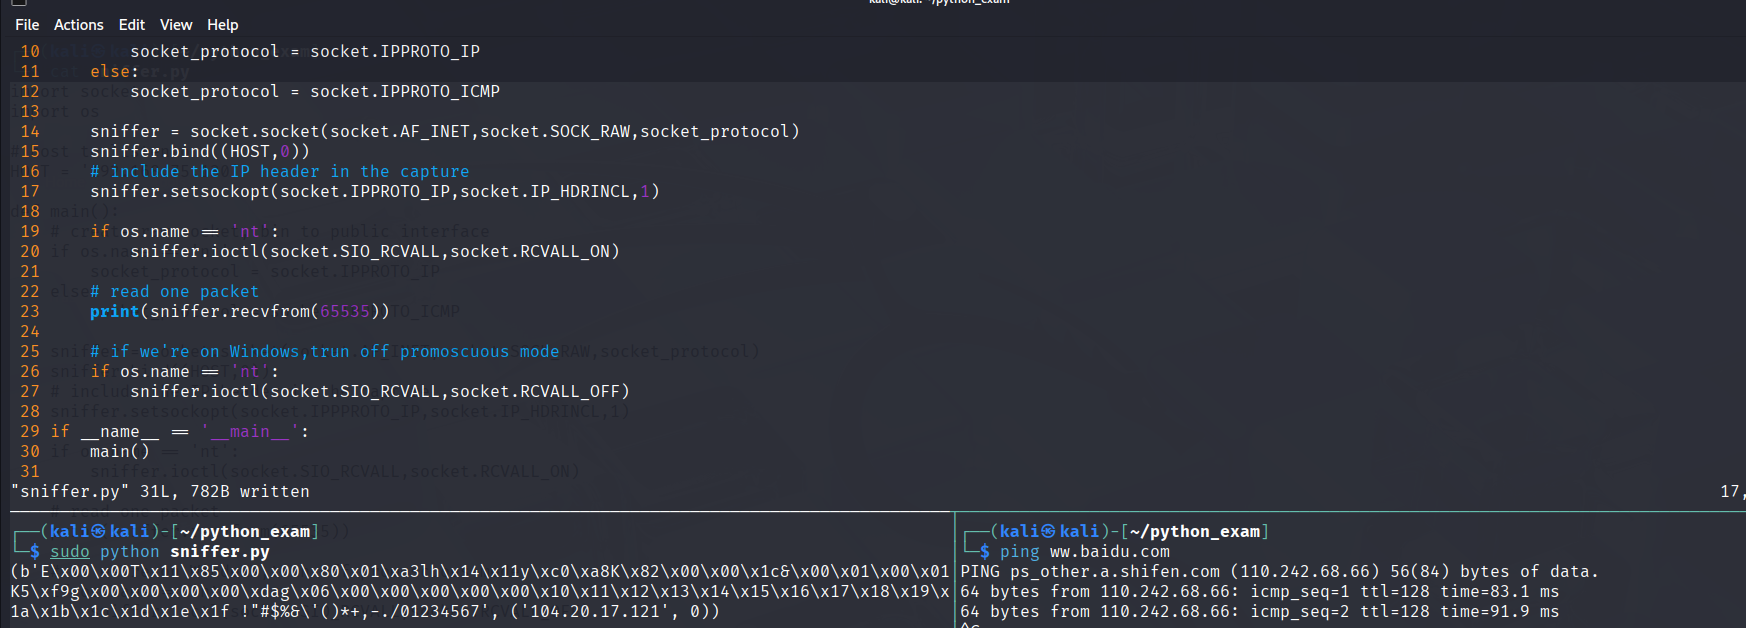 kali@kali: ~/python_exam
File Actions Edit View Help
10 socket_protocol = socket.IPPROTO_IP
11 else:
12 socket_protocol = socket.IPPROTO_ICMP
13
14 sniffer = socket.socket(socket.AF_INET,socket.SOCK_RAW,socket_protocol)
15 sniffer.bind((HOST,0))
16 # include the IP header in the capture
17 sniffer.setsockopt(socket.IPPROTO_IP,socket.IP_HDRINCL,1)
18
19 if os.name == 'nt':
20 sniffer.ioctl(socket.SIO_RCVALL,socket.RCVALL_ON)
21
22 # read one packet
23 print(sniffer.recvfrom(65535))
24
25 # if we're on Windows,trun off promoscuous mode
26 if os.name == 'nt':
27 sniffer.ioctl(socket.SIO_RCVALL,socket.RCVALL_OFF)
28
29 if __name__ == '__main__':
30 main()
31
"sniffer.py" 31L, 782B written 17,
┌──(kali㉿kali)-[~/python_exam]
└─$ sudo python sniffer.py
(b'E\x00\x00T\x11\x85\x00\x00\x80\x01\xa3lh\x14\x11y\xc0\xa8K\x82\x00\x00\x1c&\x00\x01\x00\x01
K5\xf9g\x00\x00\x00\x00\xdag\x06\x00\x00\x00\x00\x00\x10\x11\x12\x13\x14\x15\x16\x17\x18\x19\x
1a\x1b\x1c\x1d\x1e\x1f !"#$%&\'()*+,-./01234567', ('104.20.17.121', 0))
┌──(kali㉿kali)-[~/python_exam]
└─$ ping ww.baidu.com
PING ps_other.a.shifen.com (110.242.68.66) 56(84) bytes of data.
64 bytes from 110.242.68.66: icmp_seq=1 ttl=128 time=83.1 ms
64 bytes from 110.242.68.66: icmp_seq=2 ttl=128 time=91.9 ms